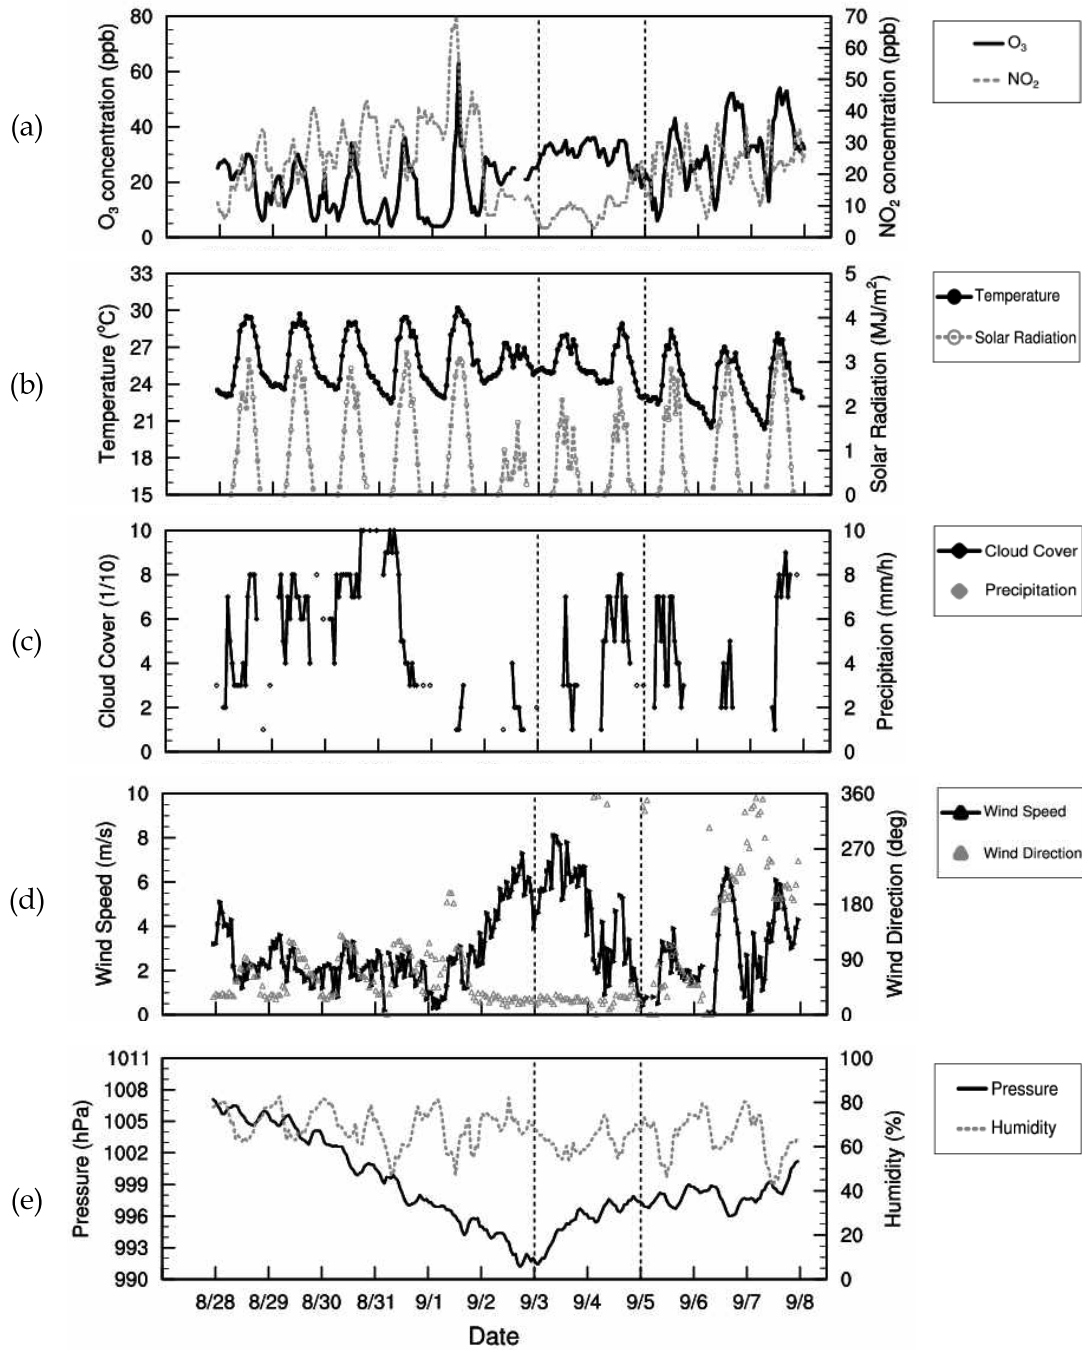 (a)
O3 concentration (ppb)
80
60
40
20
0
NO2 concentration (ppb)
70
60
50
40
30
20
10
0
O3
NO2
(b)
Temperature (°C)
33
30
27
24
21
18
15
Solar Radiation (MJ/m2)
5
4
3
2
1
0
Temperature
Solar Radiation
(c)
Cloud Cover (1/10)
10
8
6
4
2
0
Precipitaion (mm/h)
10
8
6
4
2
0
Cloud Cover
Precipitation
(d)
Wind Speed (m/s)
10
8
6
4
2
0
Wind Direction (deg)
360
270
180
90
0
Wind Speed
Wind Direction
(e)
Pressure (hPa)
1011
1008
1005
1002
999
996
993
990
Humidity (%)
100
80
60
40
20
0
Pressure
Humidity
8/28 8/29 8/30 8/31 9/1 9/2 9/3 9/4 9/5 9/6 9/7 9/8
Date